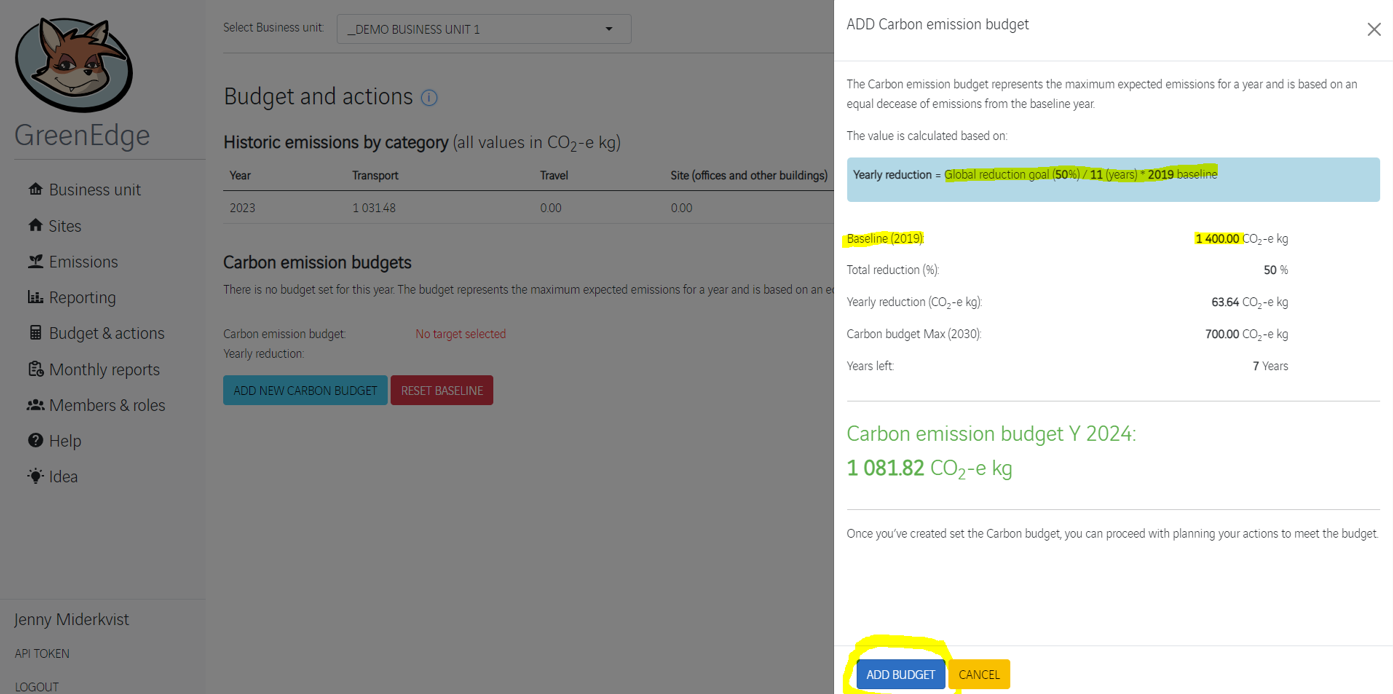 GreenEdge
Business unit
Sites
Emissions
Reporting
Budget & actions
Monthly reports
Members & roles
Help
Idea
Jenny Miderkvist
API TOKEN
LOGOUT
Select Business unit: _DEMO BUSINESS UNIT 1
Budget and actions
Historic emissions by category (all values in CO2-e kg)
Year Transport Travel Site (offices and other buildings)
2023 1 031.48 0.00 0.00
Carbon emission budgets
There is no budget set for this year. The budget represents the maximum expected emissions for a year and is based on an
Carbon emission budget: No target selected
Yearly reduction:
ADD NEW CARBON BUDGET RESET BASELINE
ADD Carbon emission budget
The Carbon emission budget represents the maximum expected emissions for a year and is based on an
equal decease of emissions from the baseline year.
The value is calculated based on:
Yearly reduction = Global reduction goal (50%) / 11 (years) * 2019 baseline
Baseline (2019): 1 400.00 CO2-e kg
Total reduction (%): 50 %
Yearly reduction (CO2-e kg): 63.64 CO2-e kg
Carbon budget Max (2030): 700.00 CO2-e kg
Years left: 7 Years
Carbon emission budget Y 2024:
1 081.82 CO2-e kg
Once you've created set the Carbon budget, you can proceed with planning your actions to meet the budget.
ADD BUDGET CANCEL